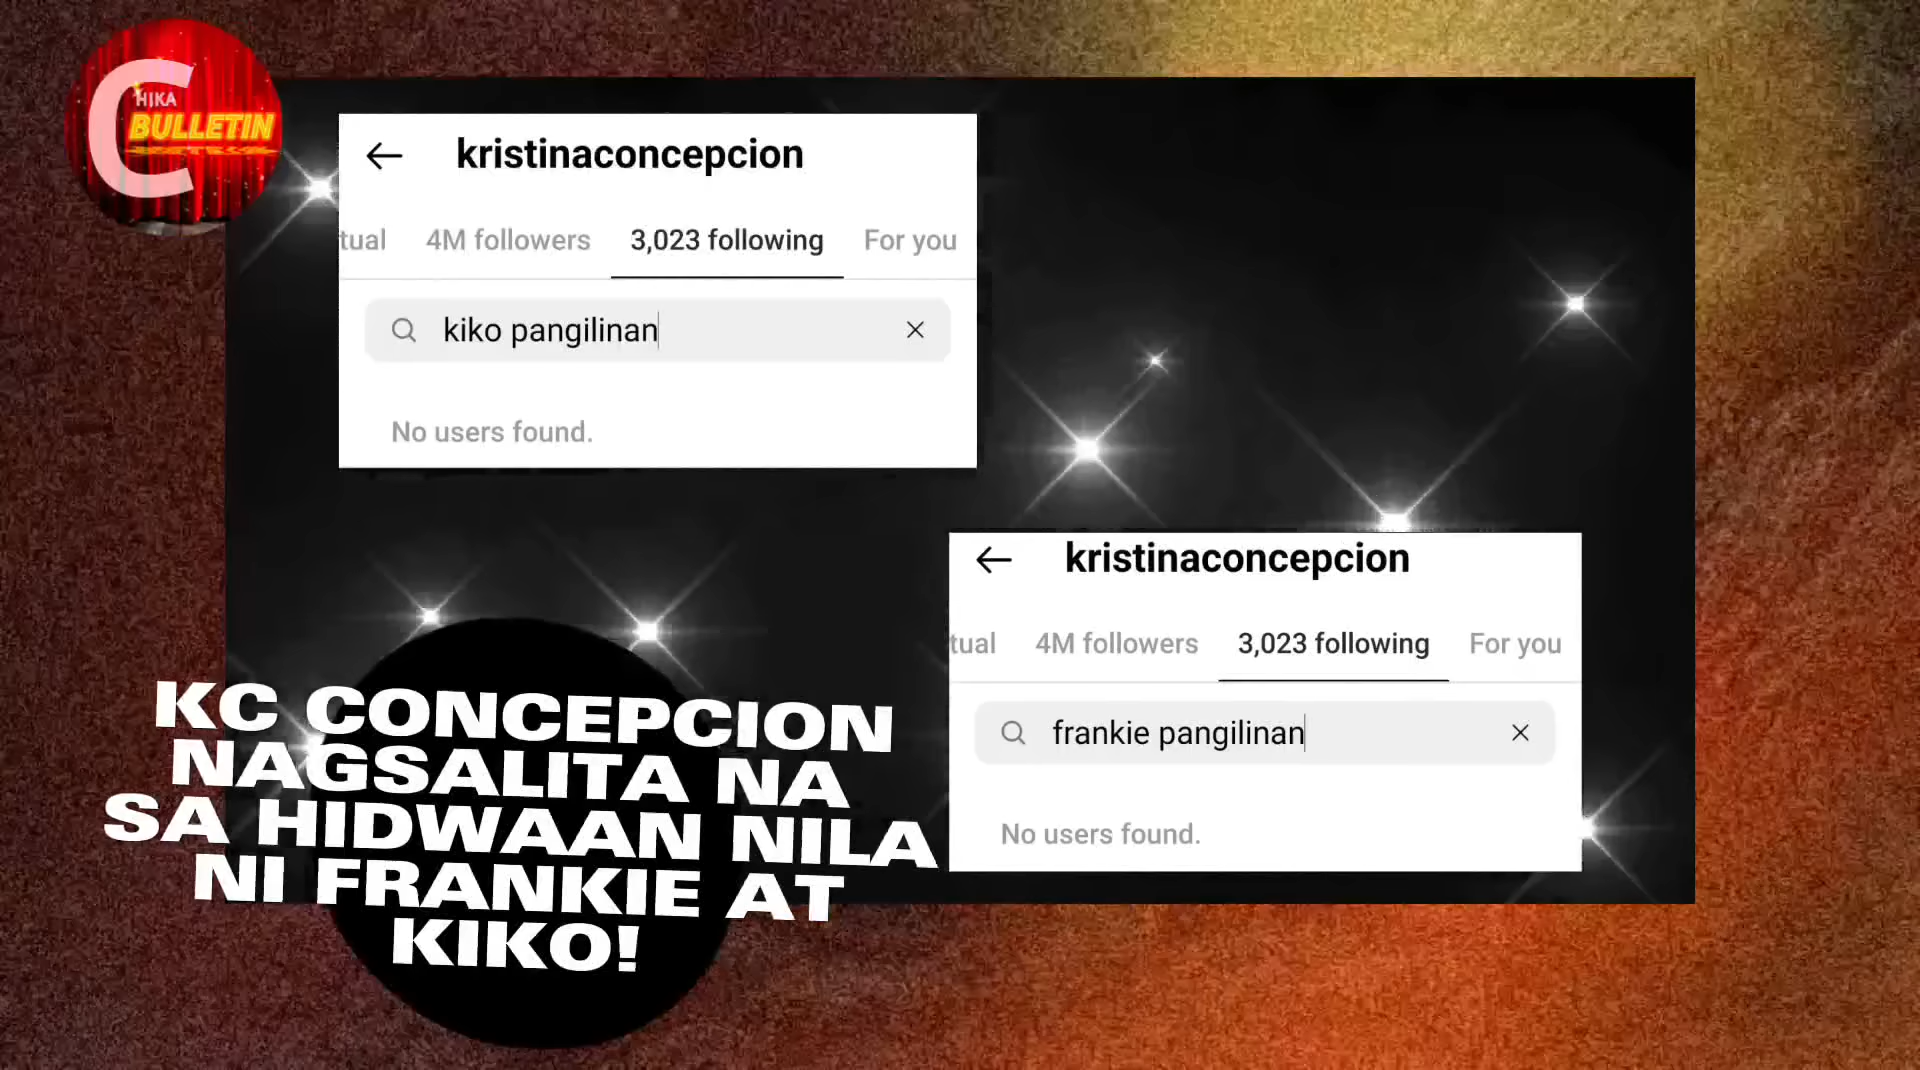 CHIKA
BULLETIN
kristinaconcepcion
tual 4M followers 3,023 following For you
kiko pangilinan
No users found.
kristinaconcepcion
tual 4M followers 3,023 following For you
frankie pangilinan
No users found.
KC CONCEPCION
NAGSALITA NA
SA HIDWAAN NILA
NI FRANKIE AT
KIKO!